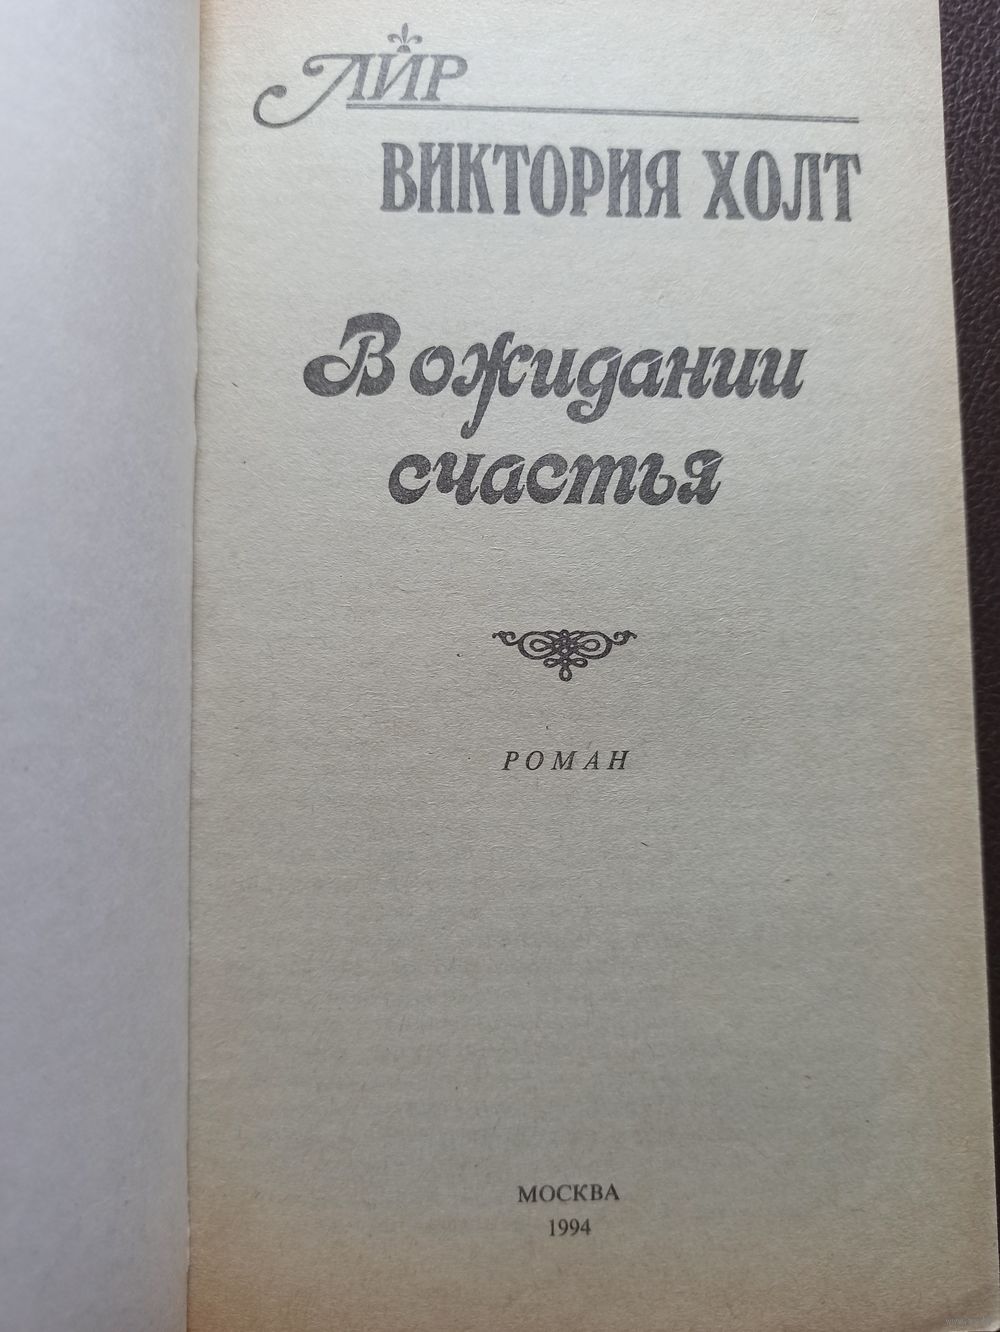 ЛИР
ВИКТОРИЯ ХОЛТ
В ожидании
счастья
РОМАН
МОСКВА
1994